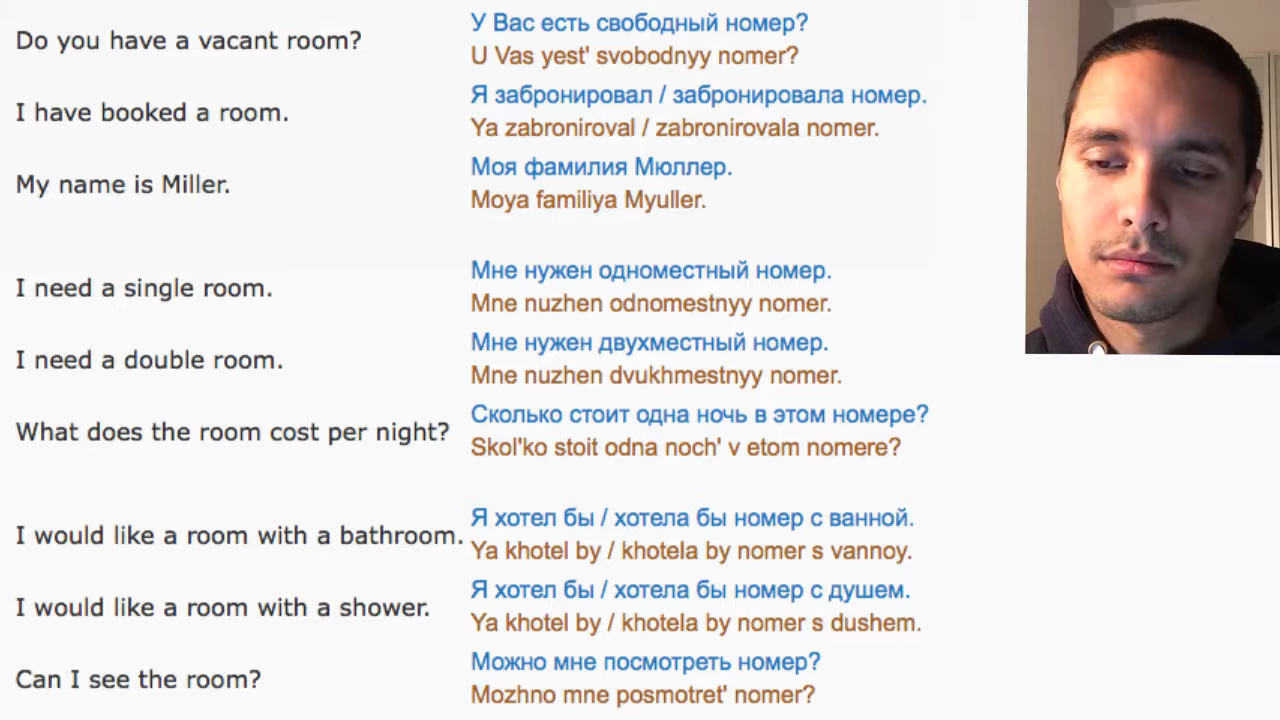 Do you have a vacant room?
У Вас есть свободный номер?
U Vas yest' svobodnyy nomer?
I have booked a room.
Я забронировал / забронировала номер.
Ya zabroniroval / zabronirovala nomer.
My name is Miller.
Моя фамилия Мюллер.
Moya familiya Myuller.
I need a single room.
Мне нужен одноместный номер.
Mne nuzhen odnomestnyy nomer.
I need a double room.
Мне нужен двухместный номер.
Mne nuzhen dvukhmestnyy nomer.
What does the room cost per night?
Сколько стоит одна ночь в этом номере?
Skol'ko stoit odna noch' v etom nomere?
I would like a room with a bathroom.
Я хотел бы / хотела бы номер с ванной.
Ya khotel by / khotela by nomer s vannoy.
I would like a room with a shower.
Я хотел бы / хотела бы номер с душем.
Ya khotel by / khotela by nomer s dushem.
Can I see the room?
Можно мне посмотреть номер?
Mozhno mne posmotret' nomer?